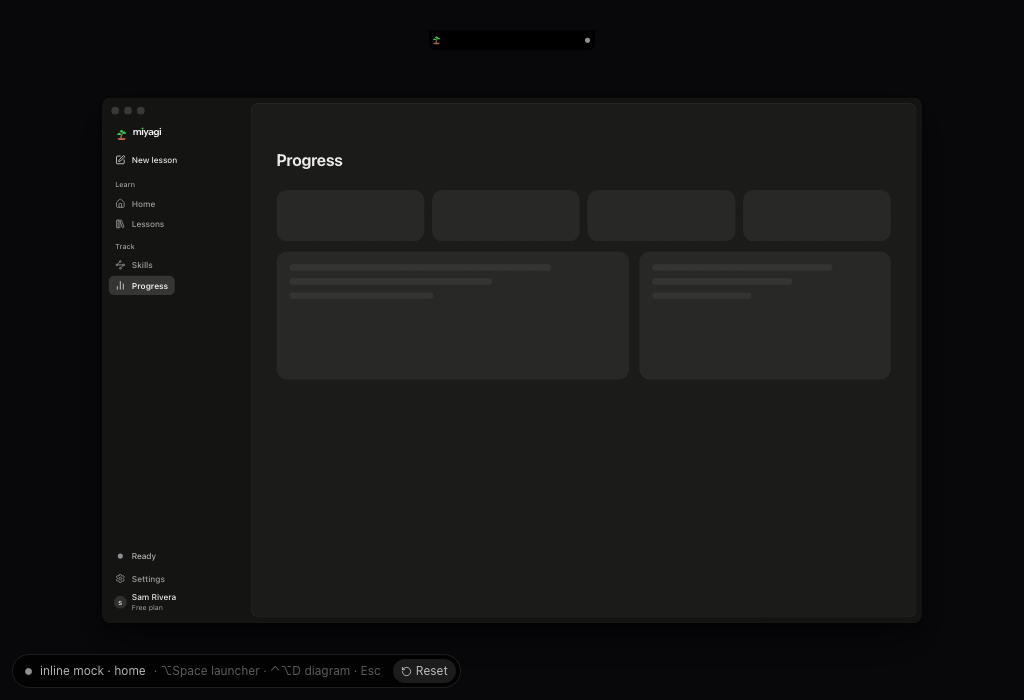 miyagi
New lesson
Learn
Home
Lessons
Track
Skills
Progress
Progress
Ready
Settings
s
Sam Rivera
Free plan
inline mock · home · ⌥Space launcher · ^⌥D diagram · Esc
Reset